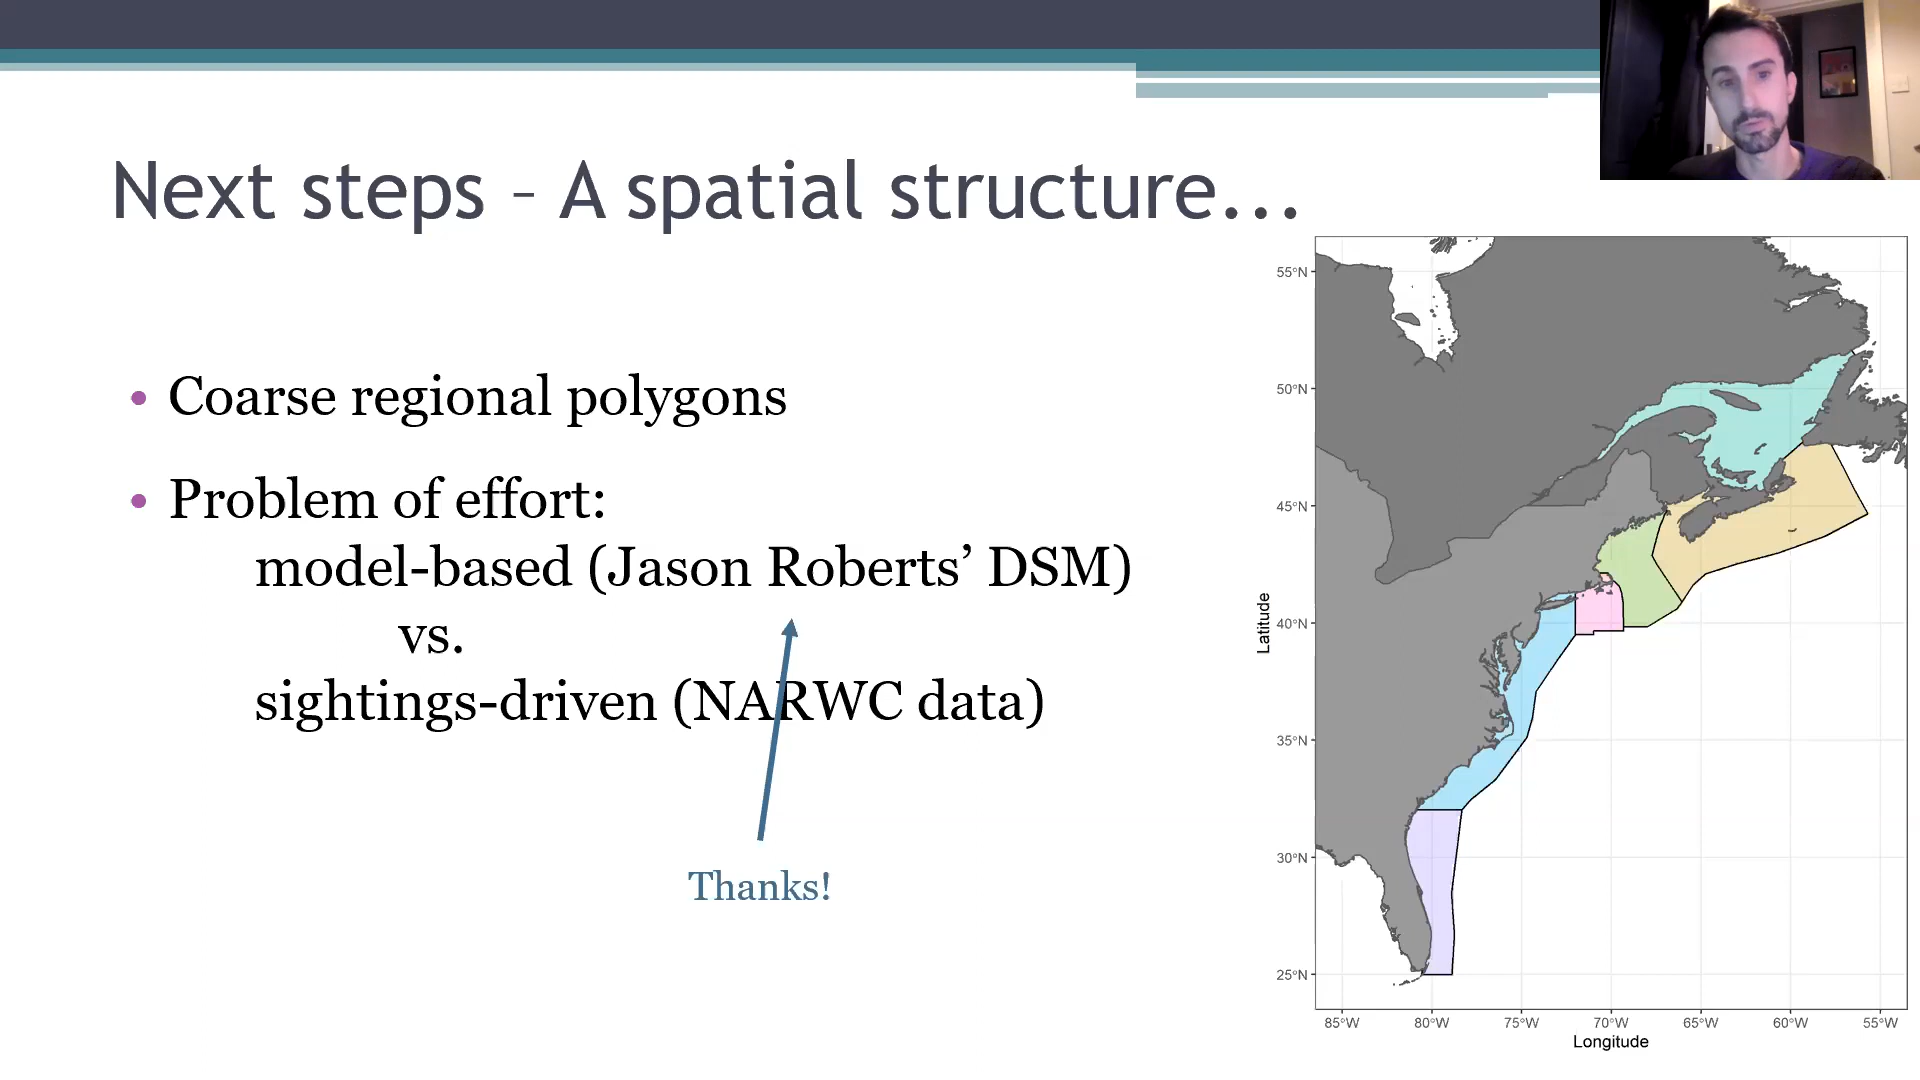 Next steps – A spatial structure...
• Coarse regional polygons
• Problem of effort:
model-based (Jason Roberts’ DSM)
vs.
sightings-driven (NARWC data)
Thanks!
55°N
50°N
45°N
40°N
35°N
30°N
25°N
Latitude
85°W 80°W 75°W 70°W 65°W 60°W 55°W
Longitude